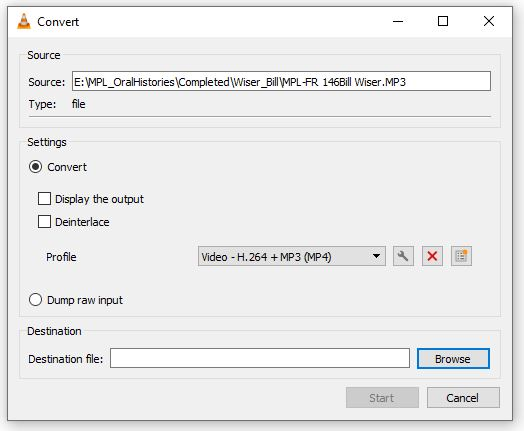 Convert
Source
Source: E:\MPL_OralHistories\Completed\Wiser_Bill\MPL-FR 146Bill Wiser.MP3
Type: file
Settings
Convert
Display the output
Deinterlace
Profile Video - H.264 + MP3 (MP4)
Dump raw input
Destination
Destination file: Browse
Start Cancel